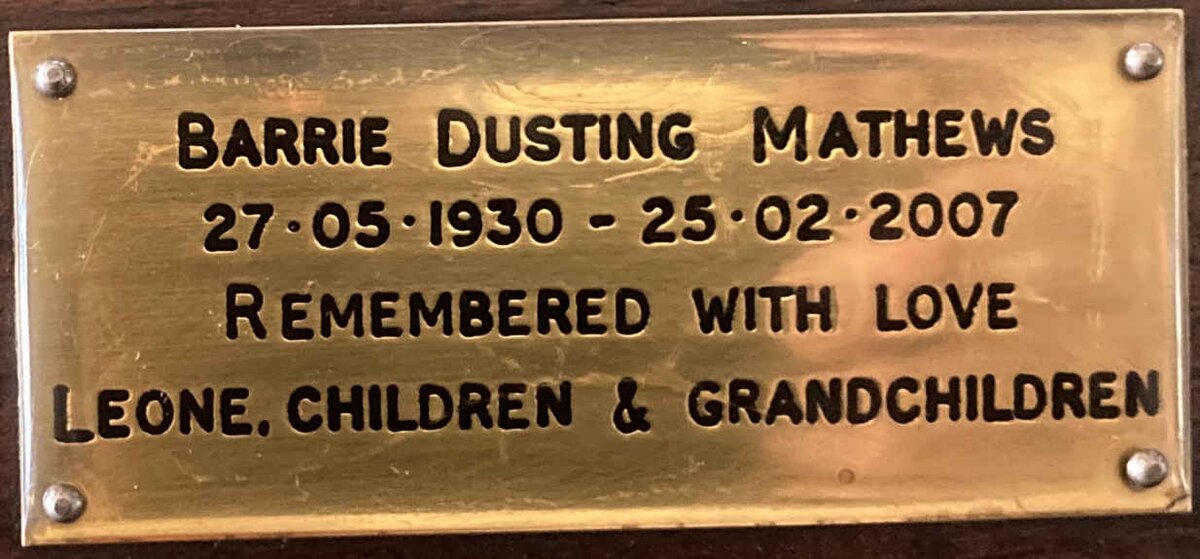 BARRIE DUSTING MATHEWS
27·05·1930 - 25·02·2007
REMEMBERED WITH LOVE
LEONE, CHILDREN & GRANDCHILDREN